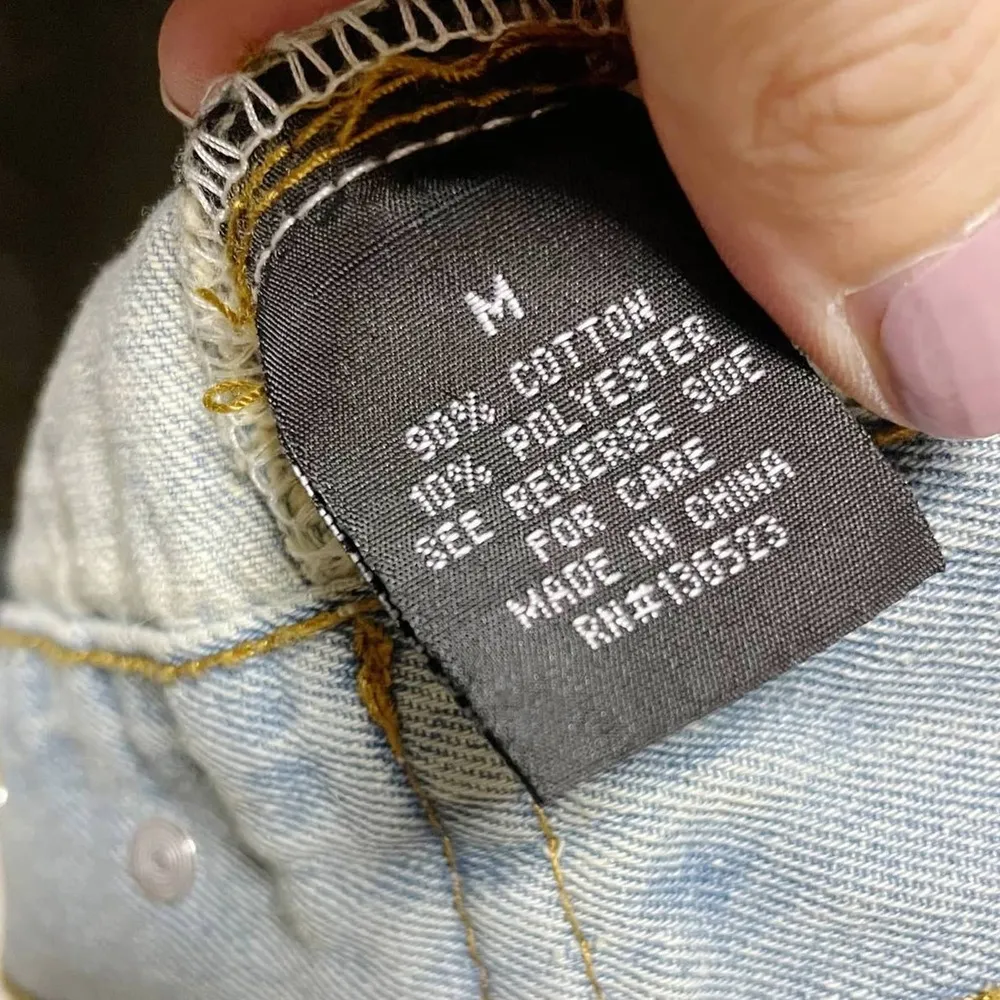 M
90% COTTON
10% POLYESTER
SEE REVERSE SIDE
FOR CARE
MADE IN CHINA
RN#136523